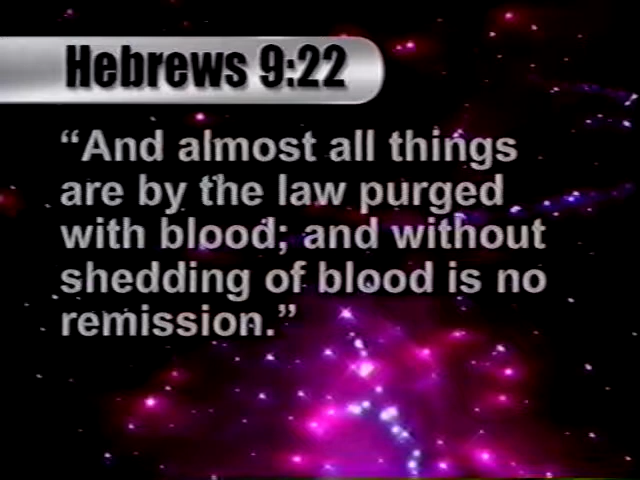 Hebrews 9:22
“And almost all things
are by the law purged
with blood; and without
shedding of blood is no
remission.”